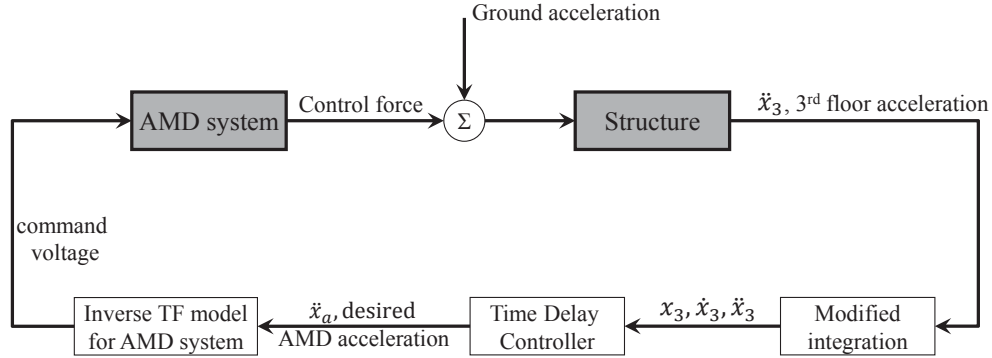 Ground acceleration
AMD system
Control force
Σ
Structure
ẍ₃, 3rd floor acceleration
command
voltage
Inverse TF model
for AMD system
ẍₐ, desired
AMD acceleration
Time Delay
Controller
x₃, ẋ₃, ẍ₃
Modified
integration